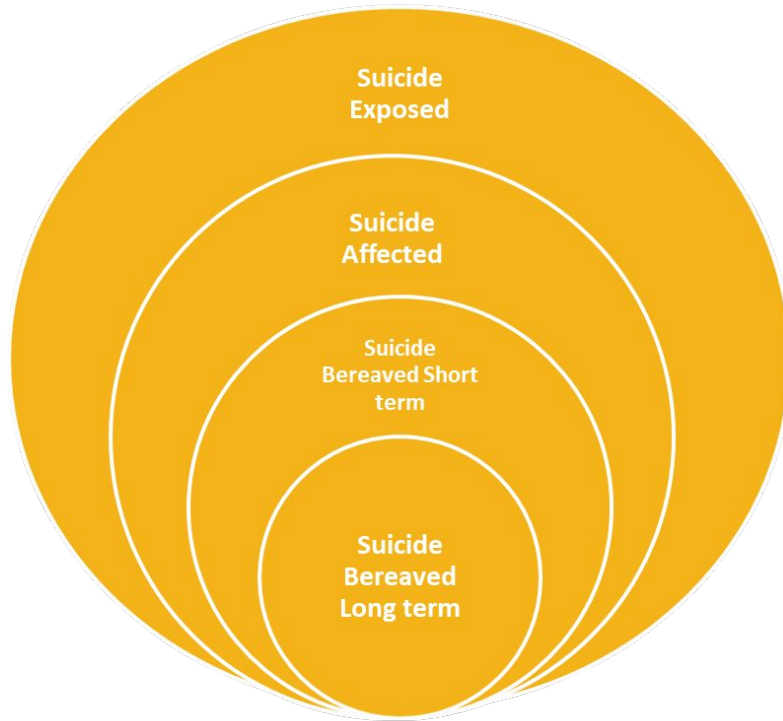 Suicide
Exposed
Suicide
Affected
Suicide
Bereaved Short
term
Suicide
Bereaved
Long term